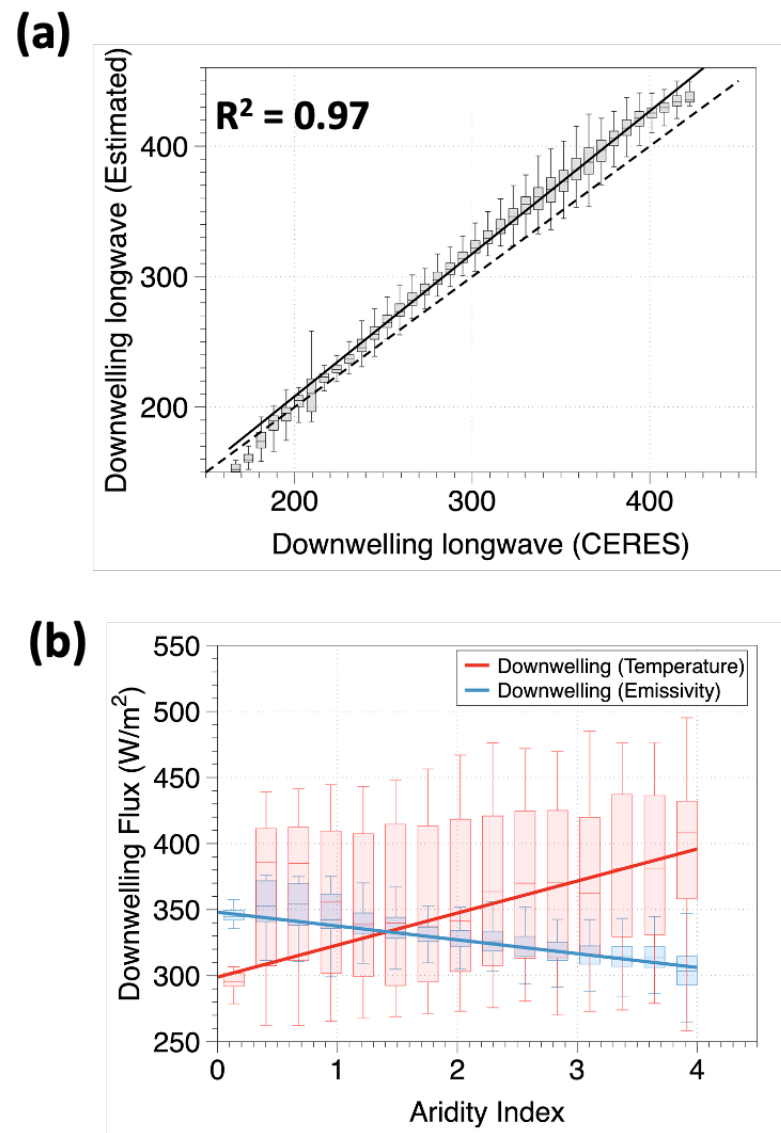 (a)
R² = 0.97
Downwelling longwave (Estimated)
400
300
200
200 300 400
Downwelling longwave (CERES)
(b)
Downwelling (Temperature)
Downwelling (Emissivity)
Downwelling Flux (W/m²)
550
500
450
400
350
300
250
0 1 2 3 4
Aridity Index